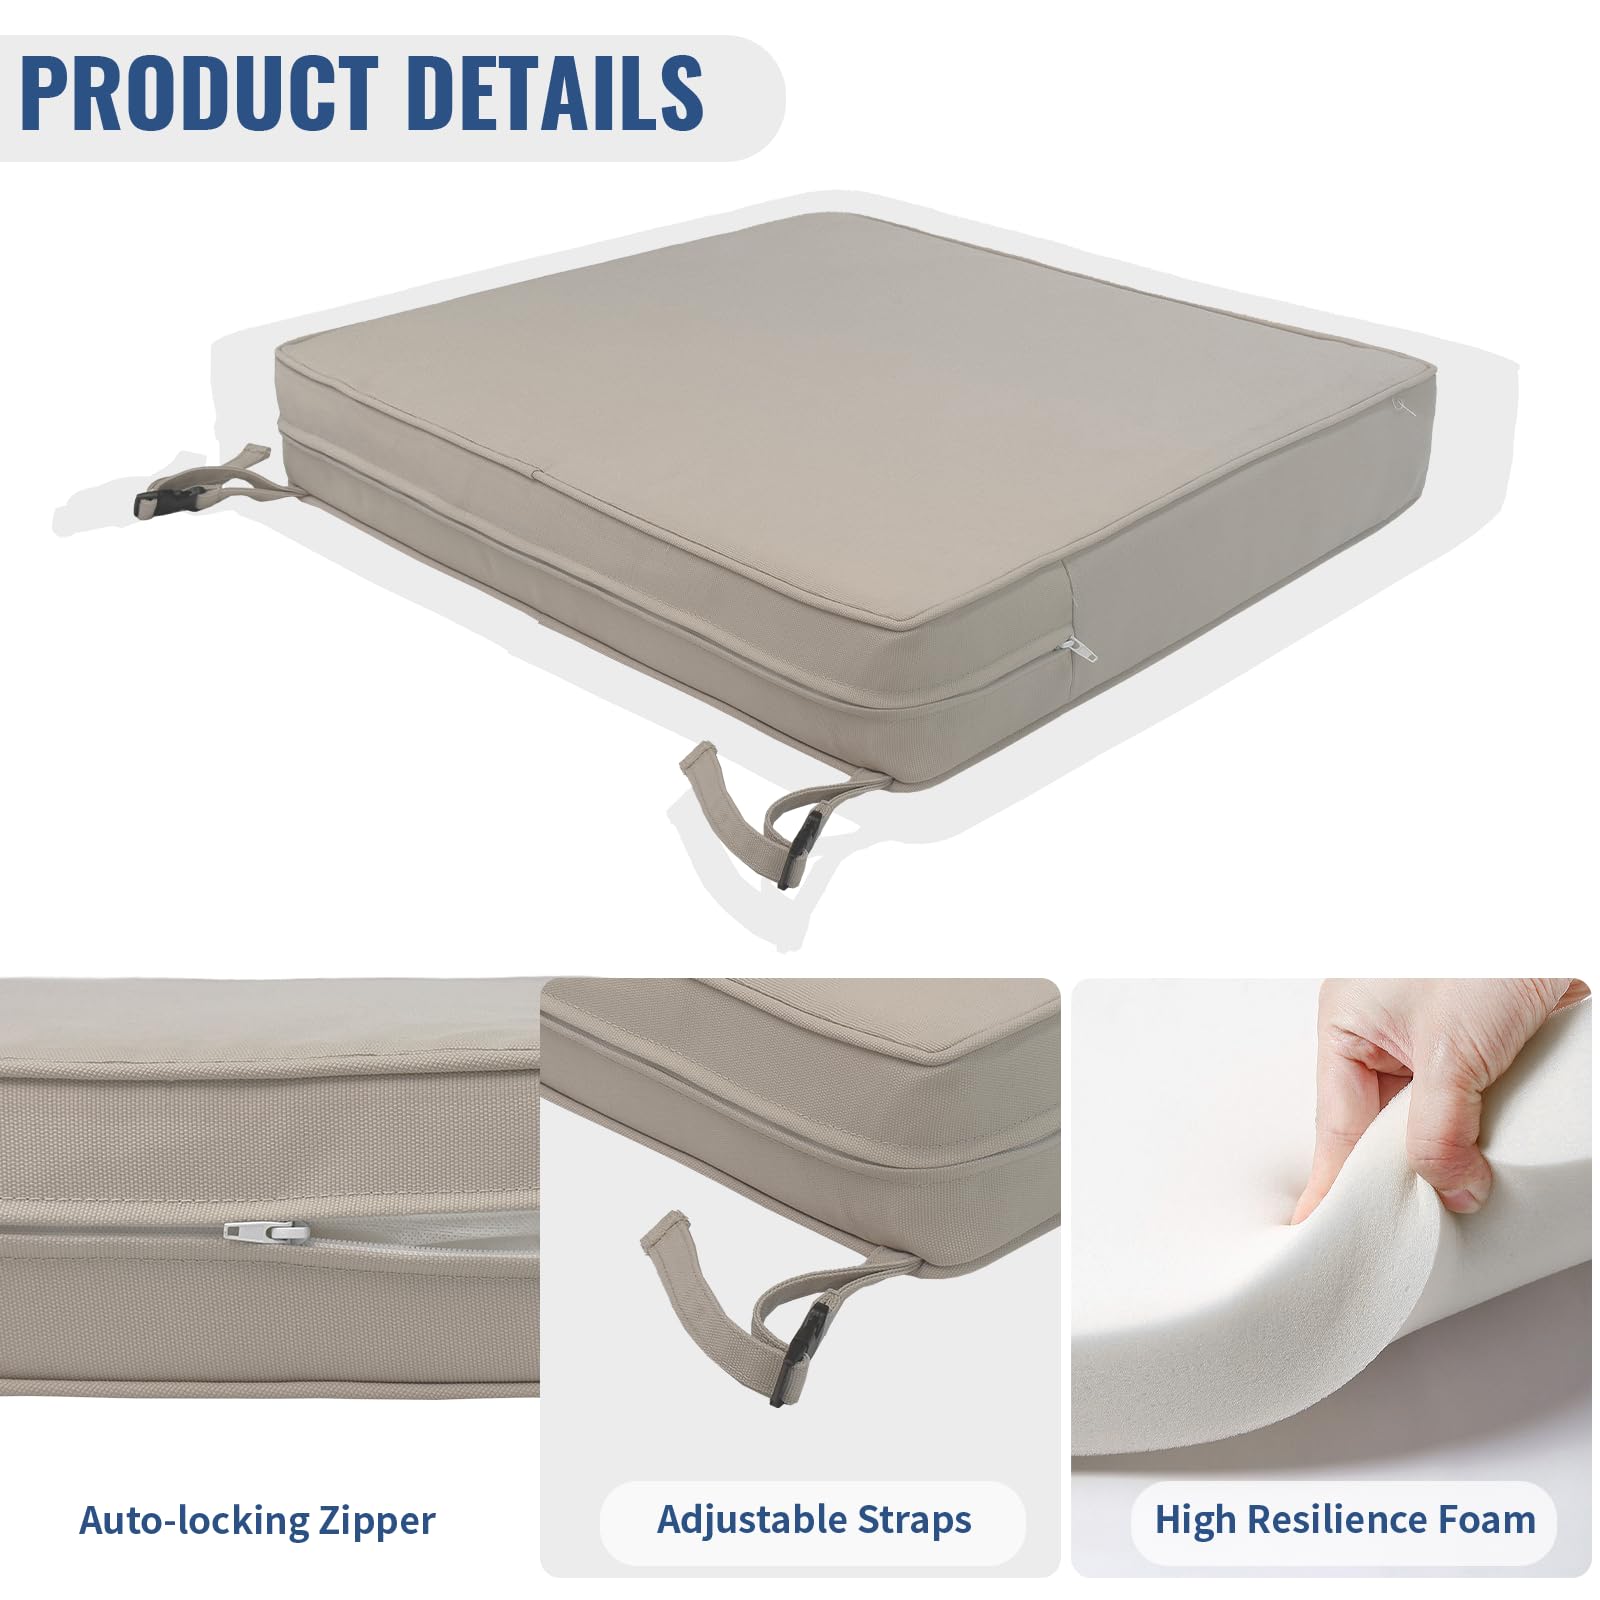 PRODUCT DETAILS
Auto-locking Zipper
Adjustable Straps
High Resilience Foam